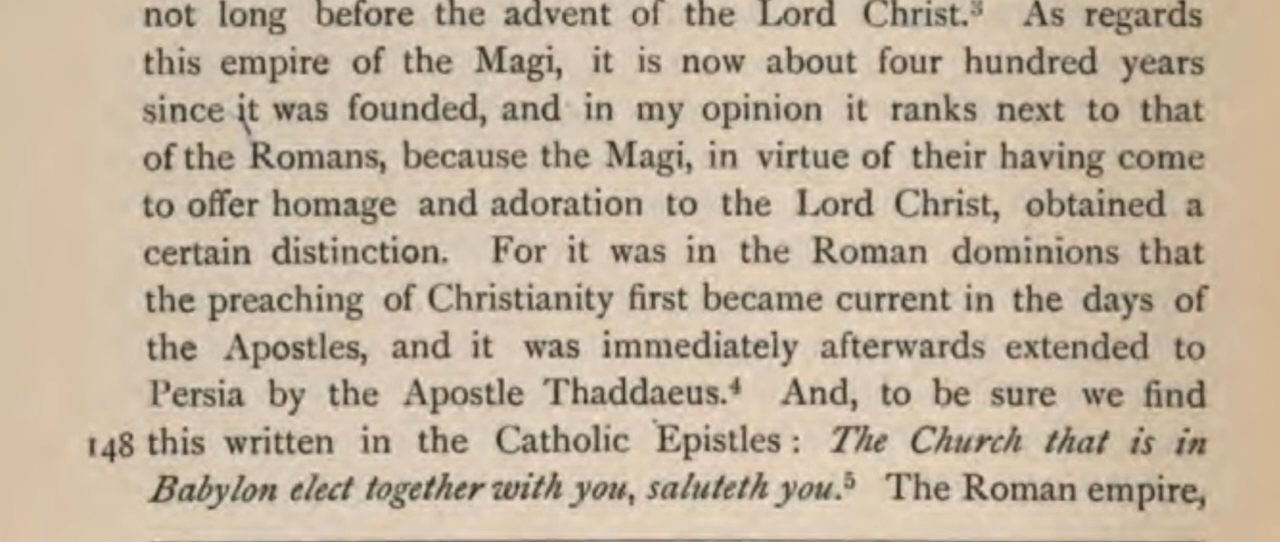 not long before the advent of the Lord Christ.³ As regards
this empire of the Magi, it is now about four hundred years
since it was founded, and in my opinion it ranks next to that
of the Romans, because the Magi, in virtue of their having come
to offer homage and adoration to the Lord Christ, obtained a
certain distinction. For it was in the Roman dominions that
the preaching of Christianity first became current in the days of
the Apostles, and it was immediately afterwards extended to
Persia by the Apostle Thaddaeus.⁴ And, to be sure we find
148 this written in the Catholic Epistles: The Church that is in
Babylon elect together with you, saluteth you.⁵ The Roman empire,